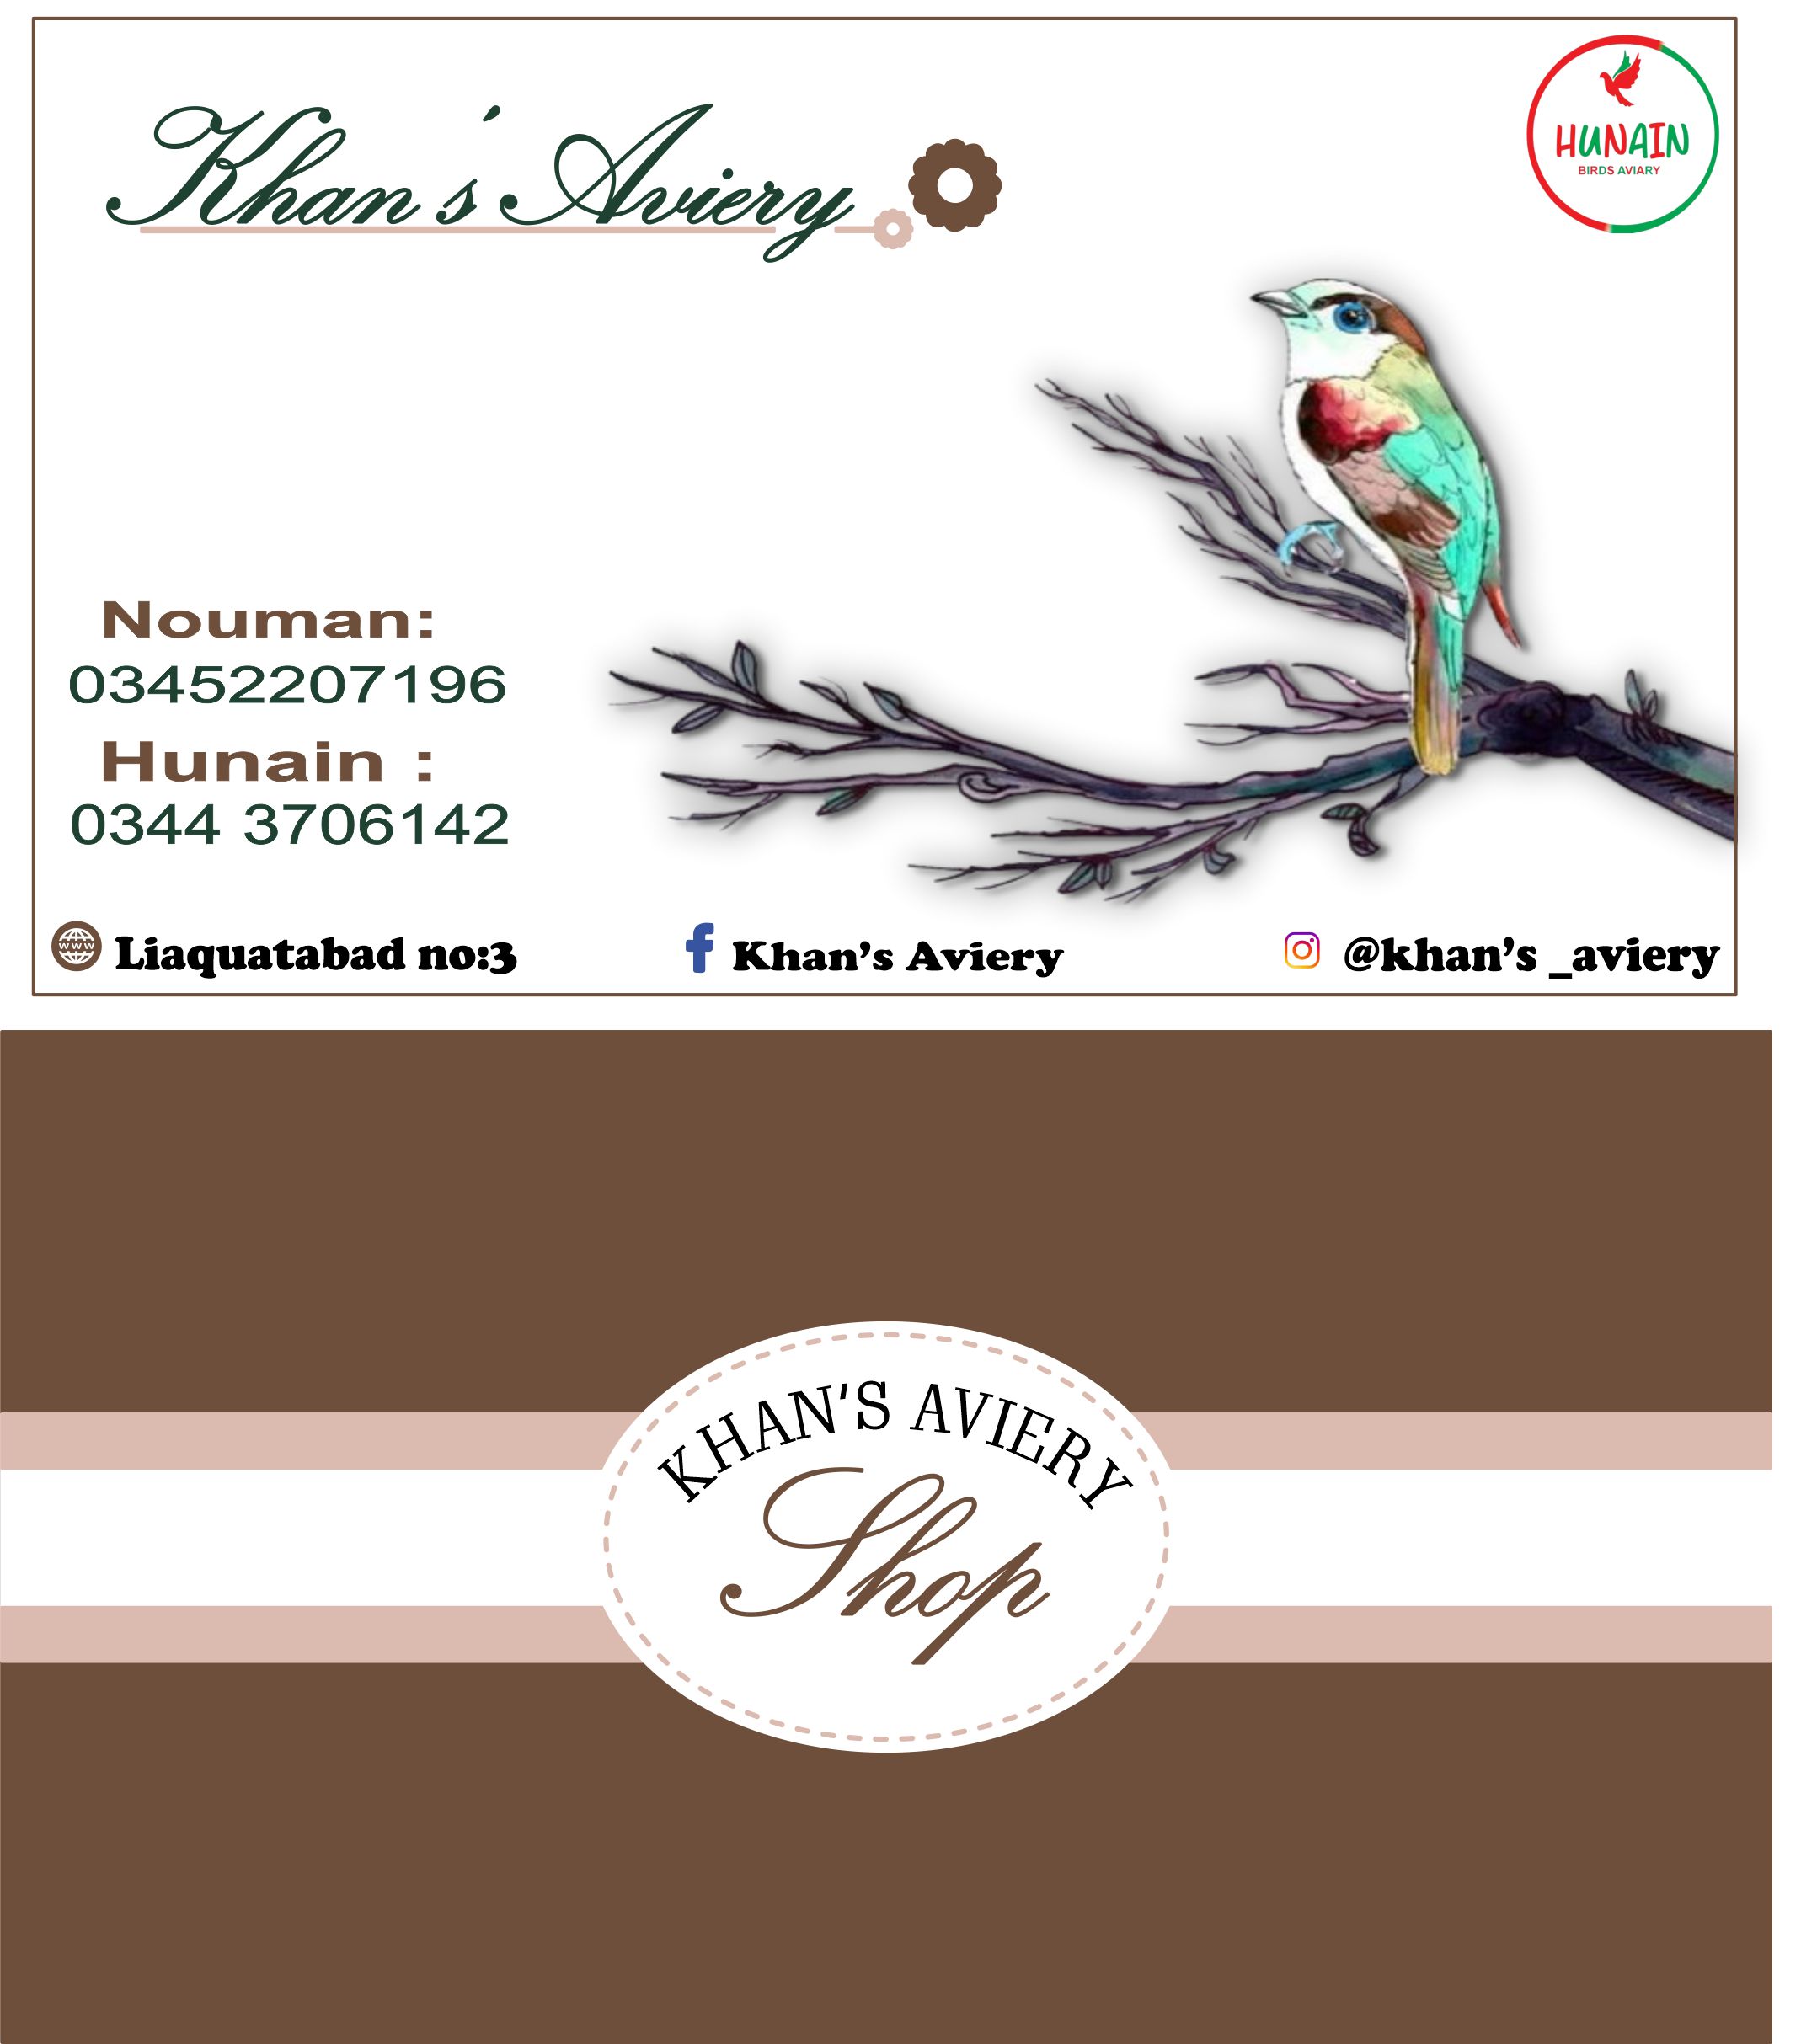 Khan's Aviery
HUNAIN
BIRDS AVIARY
Nouman:
03452207196
Hunain :
0344 3706142
www
Liaquatabad no:3
Khan's Aviery
@khan's _aviery
KHAN'S AVIERY
Shop